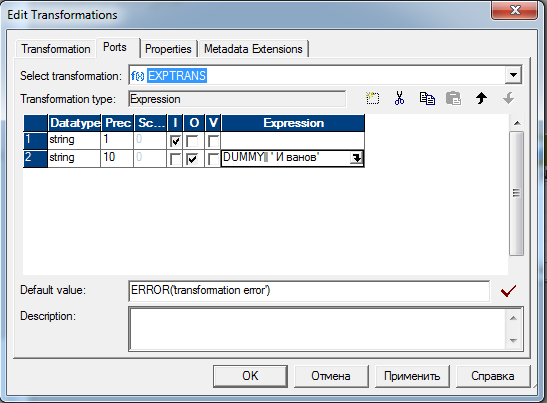 Edit Transformations
Transformation Ports Properties Metadata Extensions
Select transformation: f(x) EXPTRANS
Transformation type: Expression
Datatype Prec Sc... I O V Expression
1 string 1 0
2 string 10 0 DUMMY|| ' И ванов'
Default value: ERROR('transformation error')
Description:
OK Отмена Применить Справка